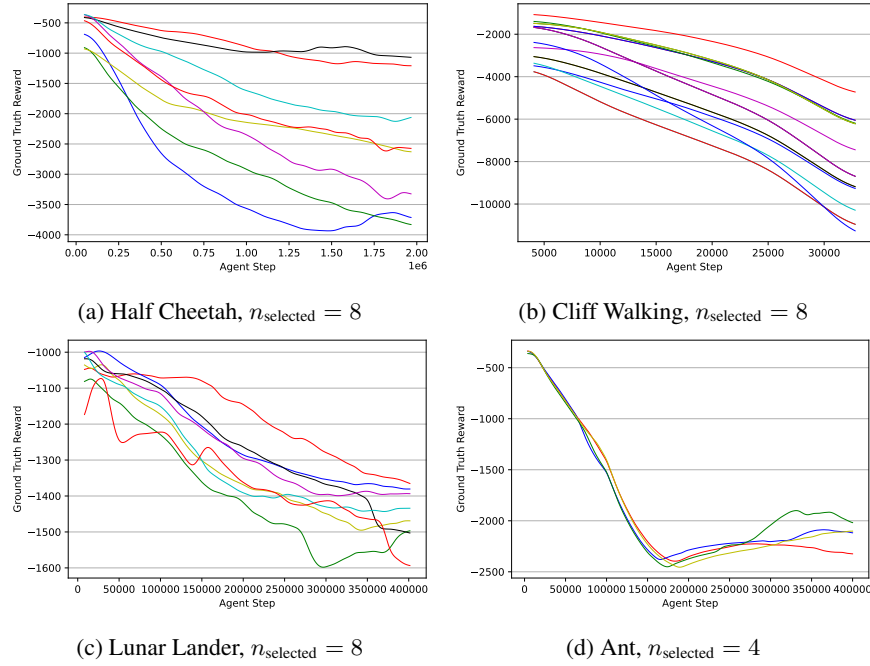 −500
−1000
−1500
−2000
−2500
−3000
−3500
−4000
Ground Truth Reward
0.00 0.25 0.50 0.75 1.00 1.25 1.50 1.75 2.00
1e6
Agent Step
(a) Half Cheetah, n_selected = 8
−2000
−4000
−6000
−8000
−10000
Ground Truth Reward
5000 10000 15000 20000 25000 30000
Agent Step
(b) Cliff Walking, n_selected = 8
−1000
−1100
−1200
−1300
−1400
−1500
−1600
Ground Truth Reward
0 50000 100000 150000 200000 250000 300000 350000 400000
Agent Step
(c) Lunar Lander, n_selected = 8
−500
−1000
−1500
−2000
−2500
Ground Truth Reward
0 50000 100000 150000 200000 250000 300000 350000 400000
Agent Step
(d) Ant, n_selected = 4